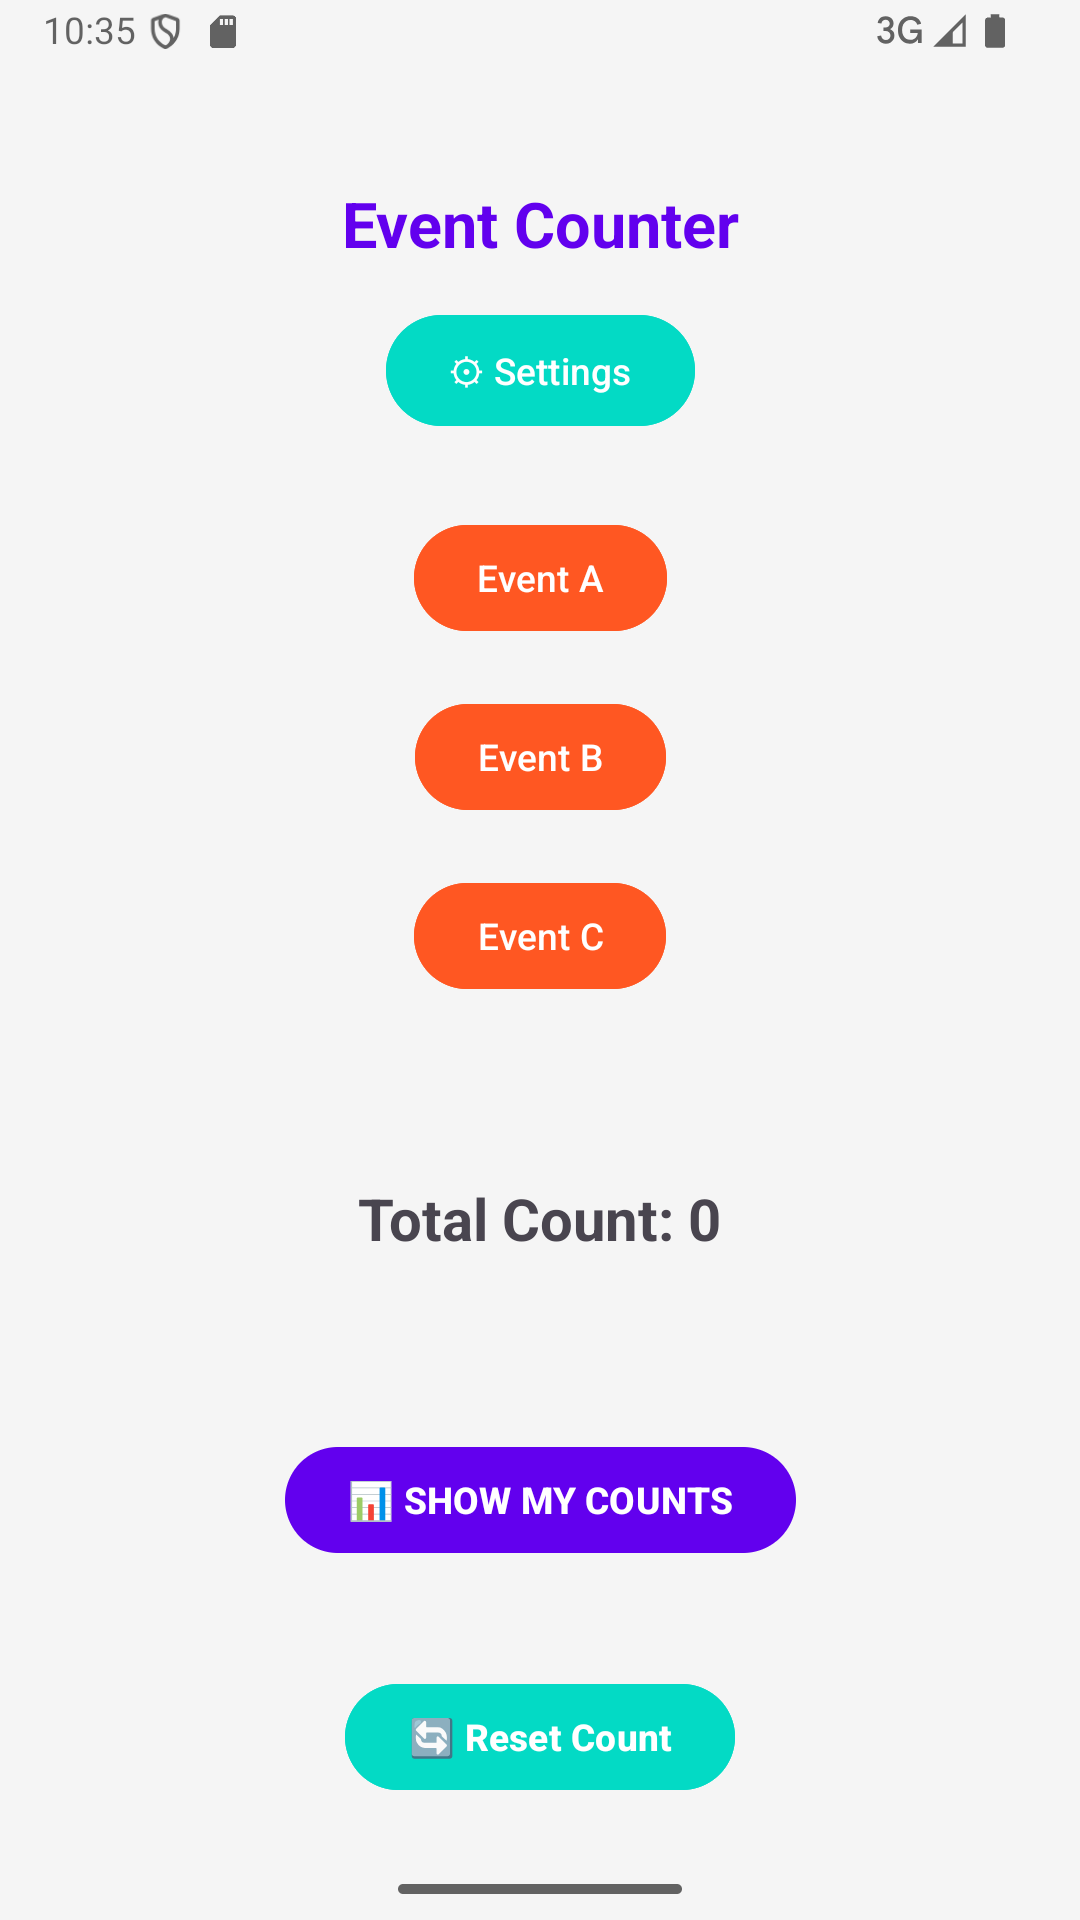 10:35 3G
Event Counter
⚙ Settings
Event A
Event B
Event C
Total Count: 0
📊 SHOW MY COUNTS
🔄 Reset Count